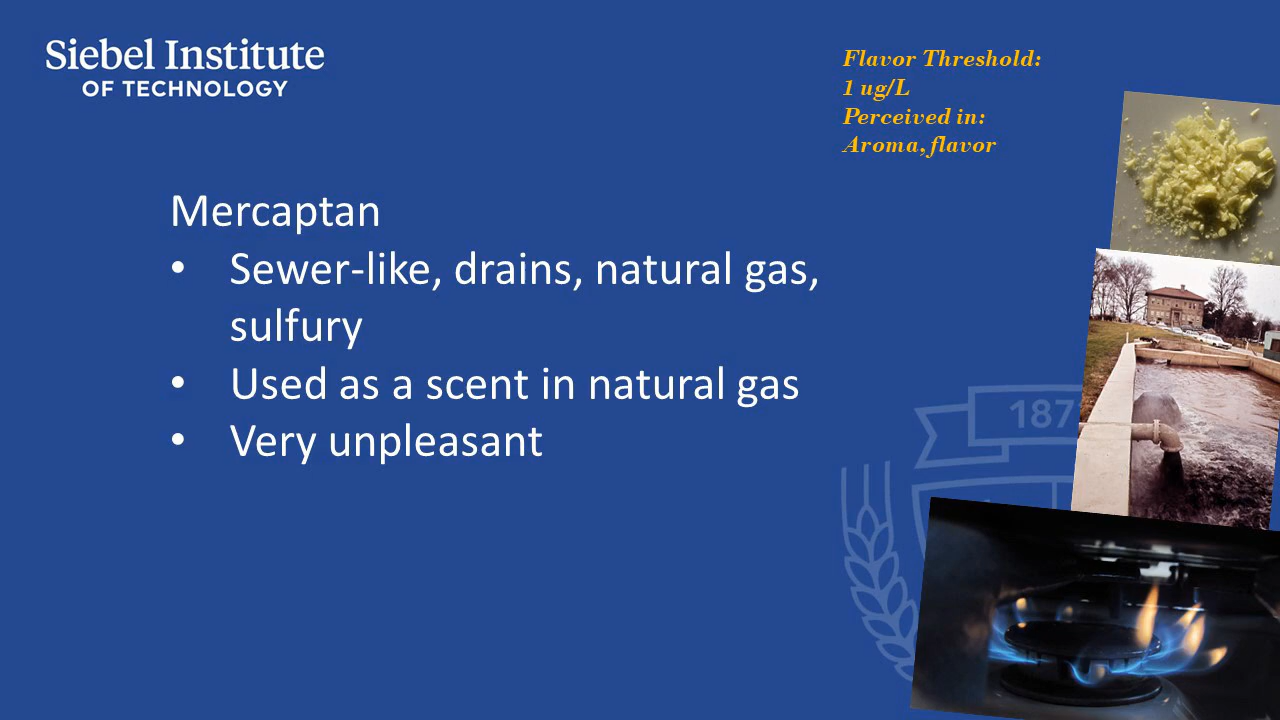 Siebel Institute
OF TECHNOLOGY
Flavor Threshold:
1 ug/L
Perceived in:
Aroma, flavor
Mercaptan
• Sewer-like, drains, natural gas,
sulfury
• Used as a scent in natural gas
• Very unpleasant
187